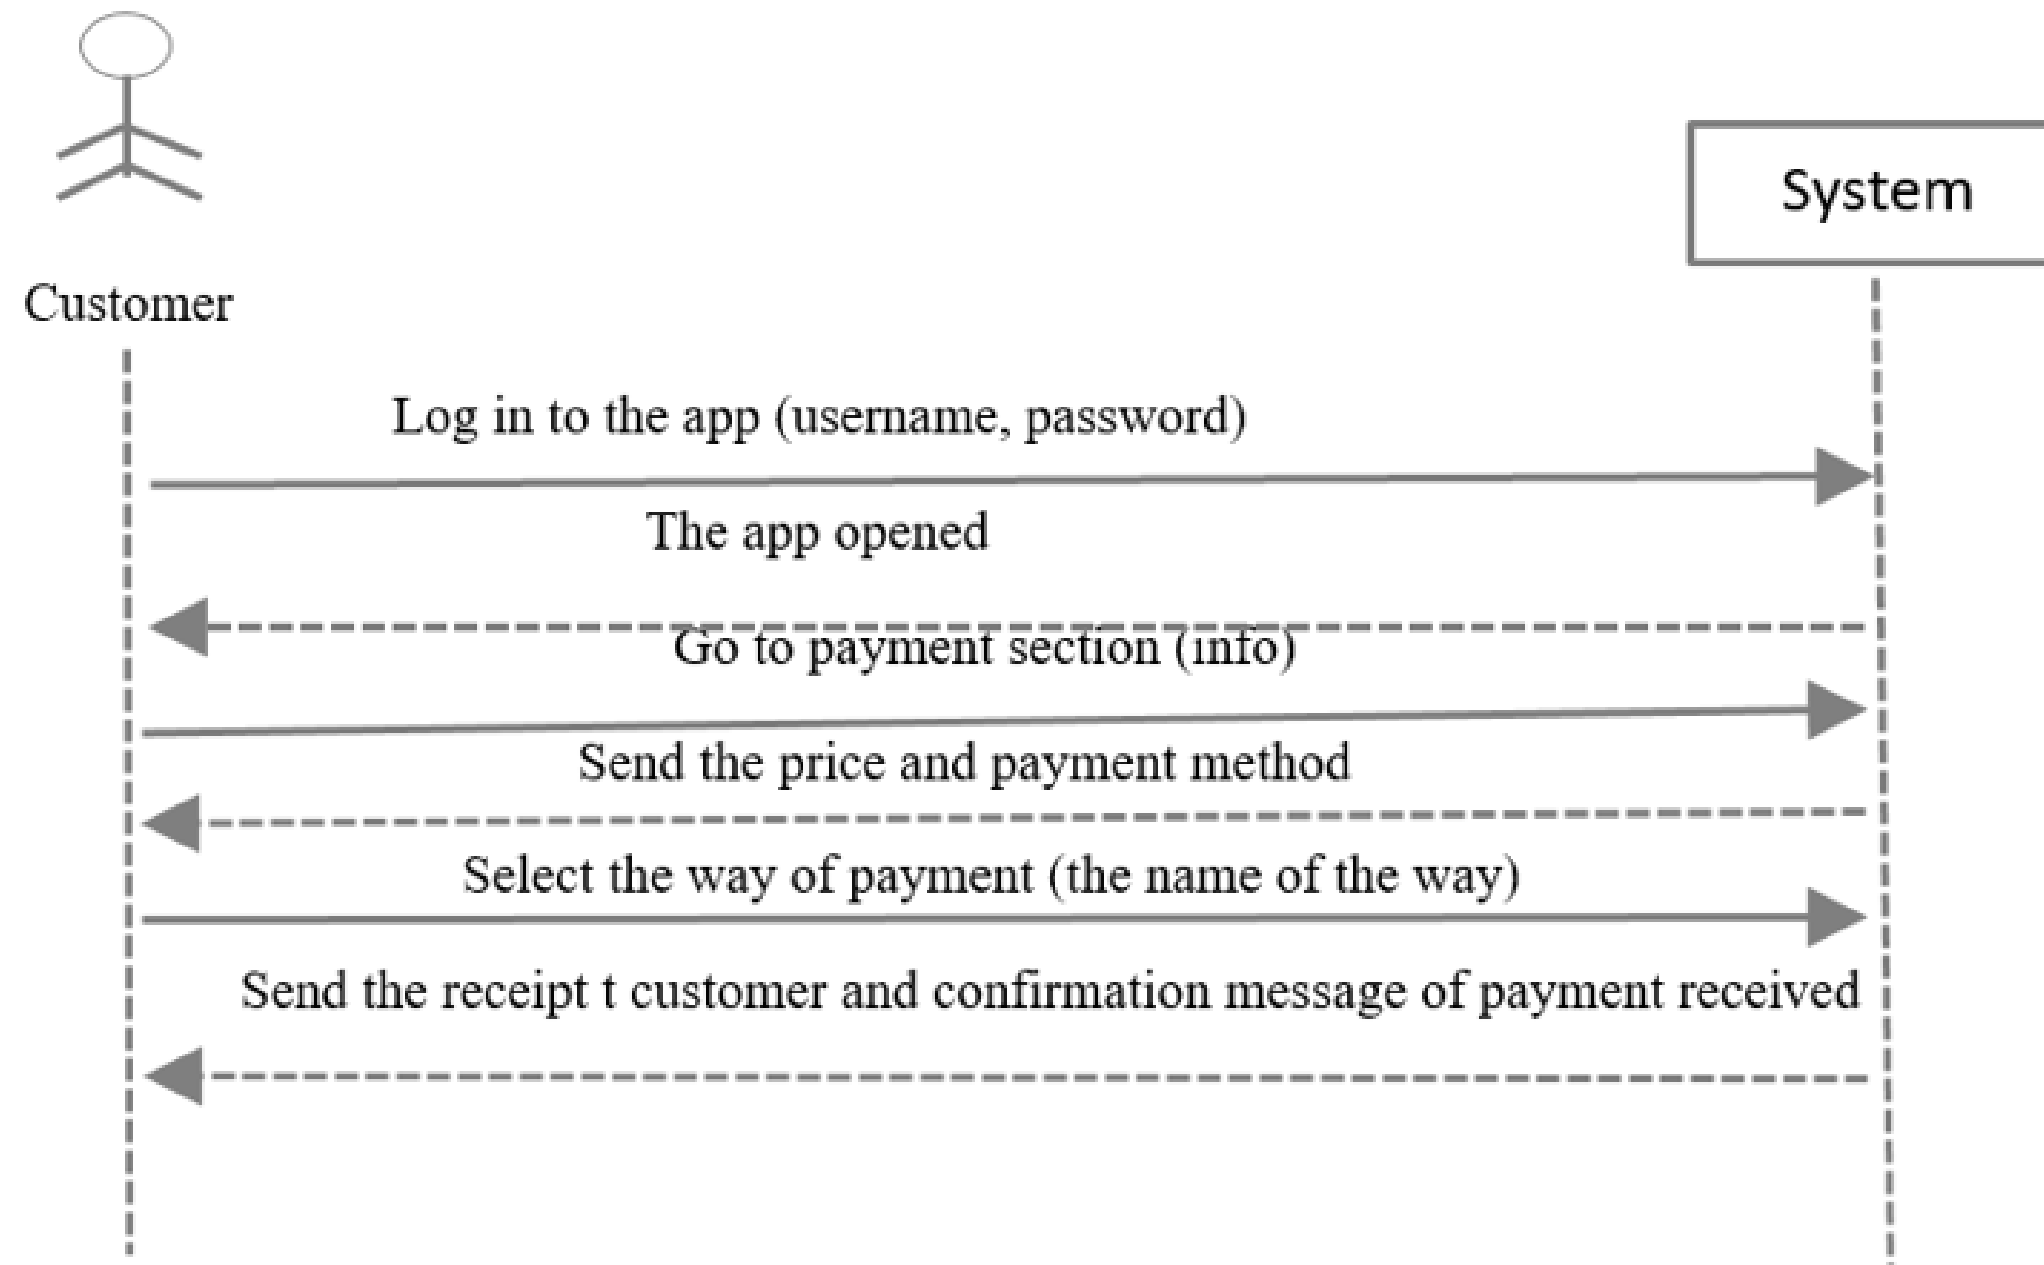 System
Customer
Log in to the app (username, password)
The app opened
Go to payment section (info)
Send the price and payment method
Select the way of payment (the name of the way)
Send the receipt t customer and confirmation message of payment received